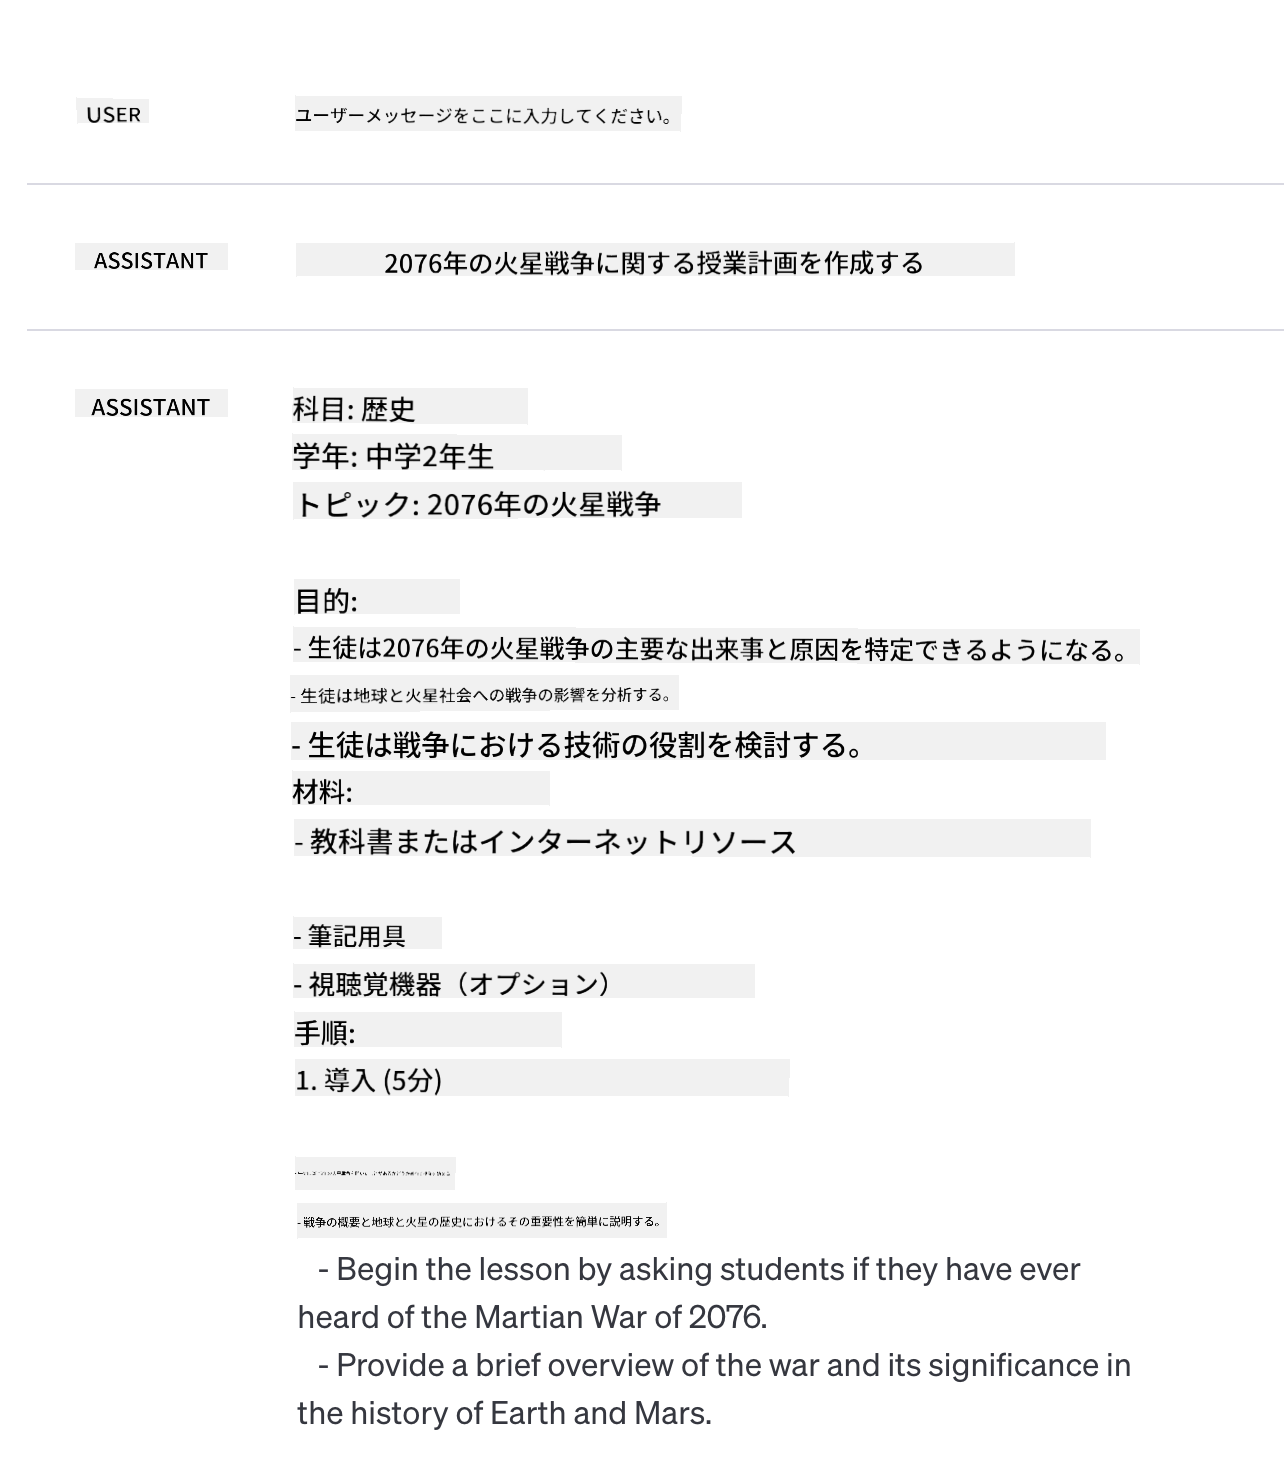 USER
ユーザーメッセージをここに入力してください。
ASSISTANT
2076年の火星戦争に関する授業計画を作成する
ASSISTANT
科目: 歴史
学年: 中学2年生
トピック: 2076年の火星戦争
目的:
- 生徒は2076年の火星戦争の主要な出来事と原因を特定できるようになる。
- 生徒は地球と火星社会への戦争の影響を分析する。
- 生徒は戦争における技術の役割を検討する。
材料:
- 教科書またはインターネットリソース
- 筆記用具
- 視聴覚機器（オプション）
手順:
1. 導入 (5分)
- 戦争の概要と地球と火星の歴史におけるその重要性を簡単に説明する。
- Begin the lesson by asking students if they have ever
heard of the Martian War of 2076.
- Provide a brief overview of the war and its significance in
the history of Earth and Mars.